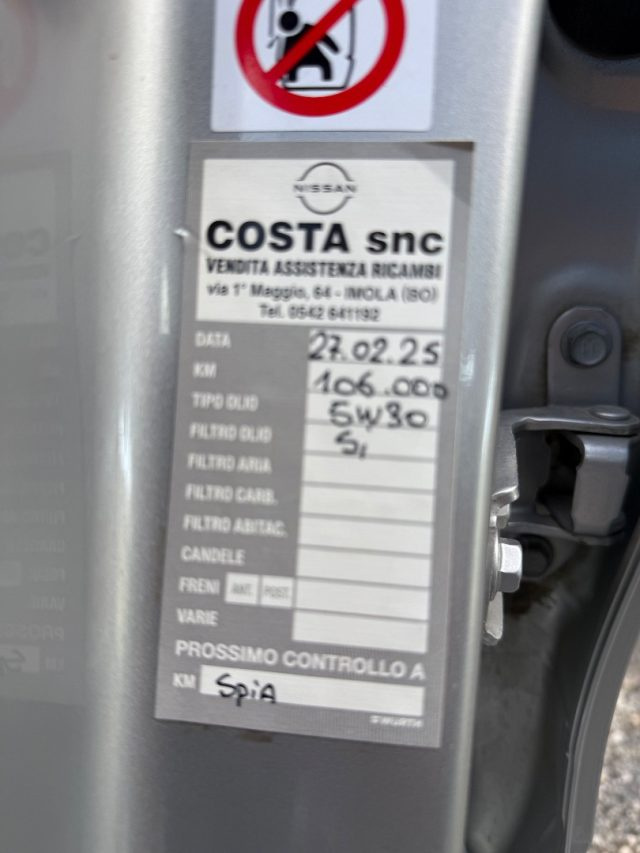 NISSAN
COSTA snc
VENDITA ASSISTENZA RICAMBI
via 1° Maggio, 64 - IMOLA (BO)
Tel. 0542 641192
DATA 27.02.25
KM 106.000
TIPO OLIO 5W30
FILTRO OLIO Si
FILTRO ARIA
FILTRO CARB.
FILTRO ABITAC.
CANDELE
FRENI ANT. POST.
VARIE
PROSSIMO CONTROLLO A
KM SpiA
WÜRTH